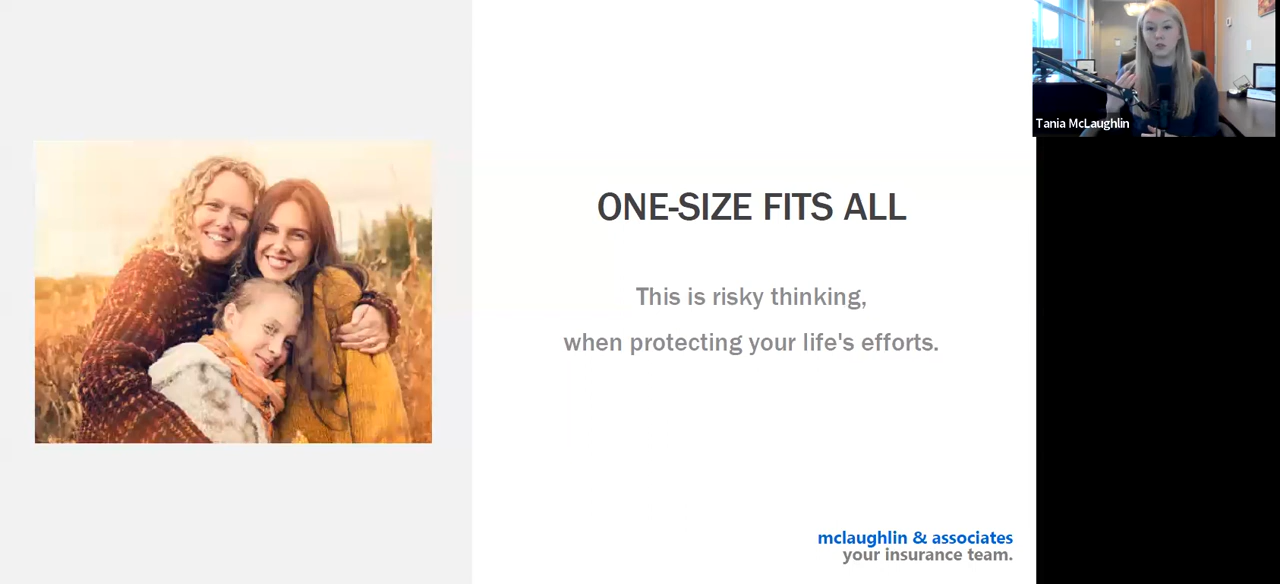 Tania McLaughlin
ONE-SIZE FITS ALL
This is risky thinking,
when protecting your life's efforts.
mclaughlin & associates
your insurance team.